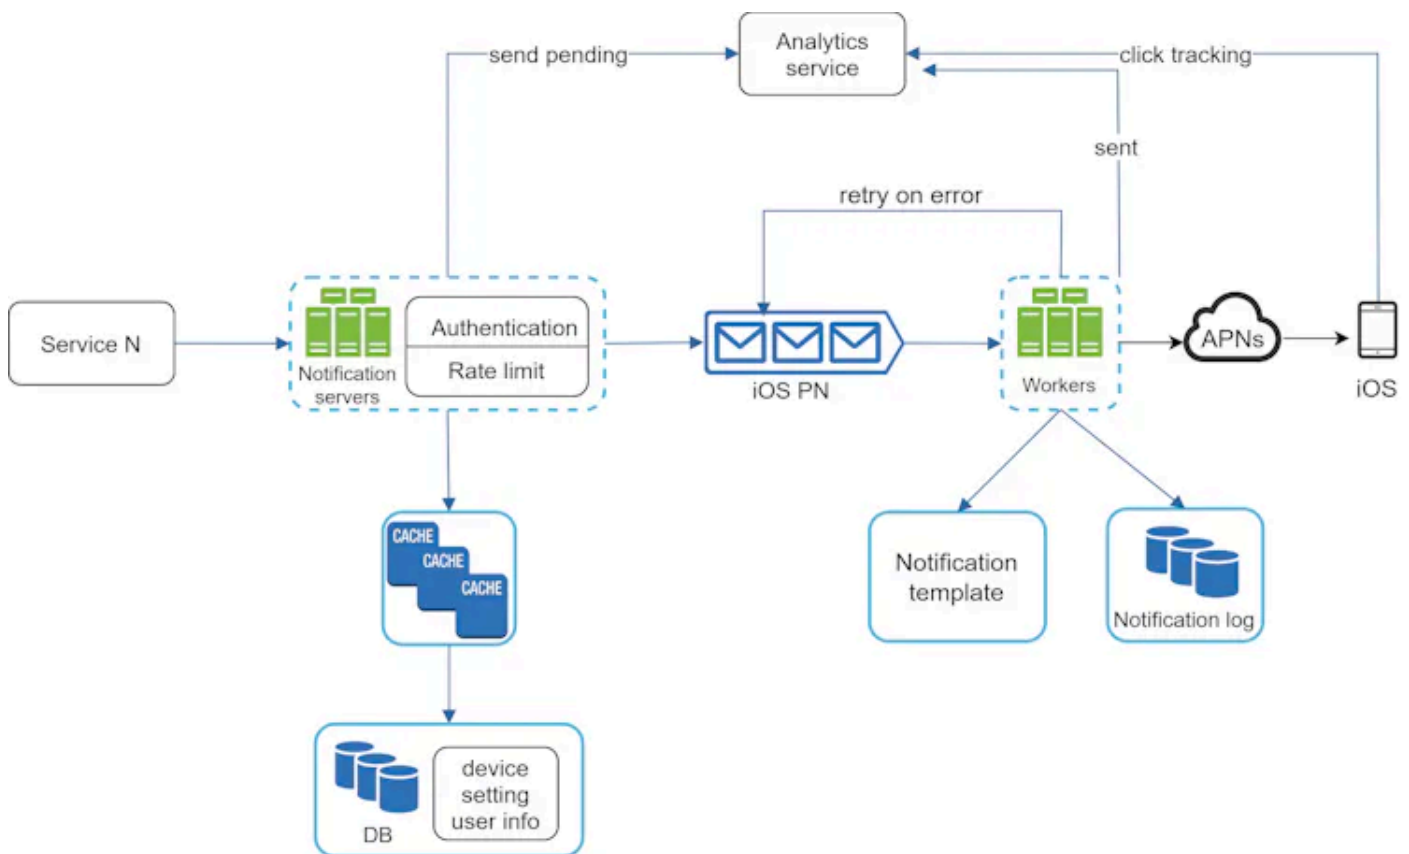 Analytics
service
send pending
click tracking
sent
retry on error
Service N
Notification
servers
Authentication
Rate limit
iOS PN
Workers
APNs
iOS
CACHE
CACHE
CACHE
Notification
template
Notification log
DB
device
setting
user info